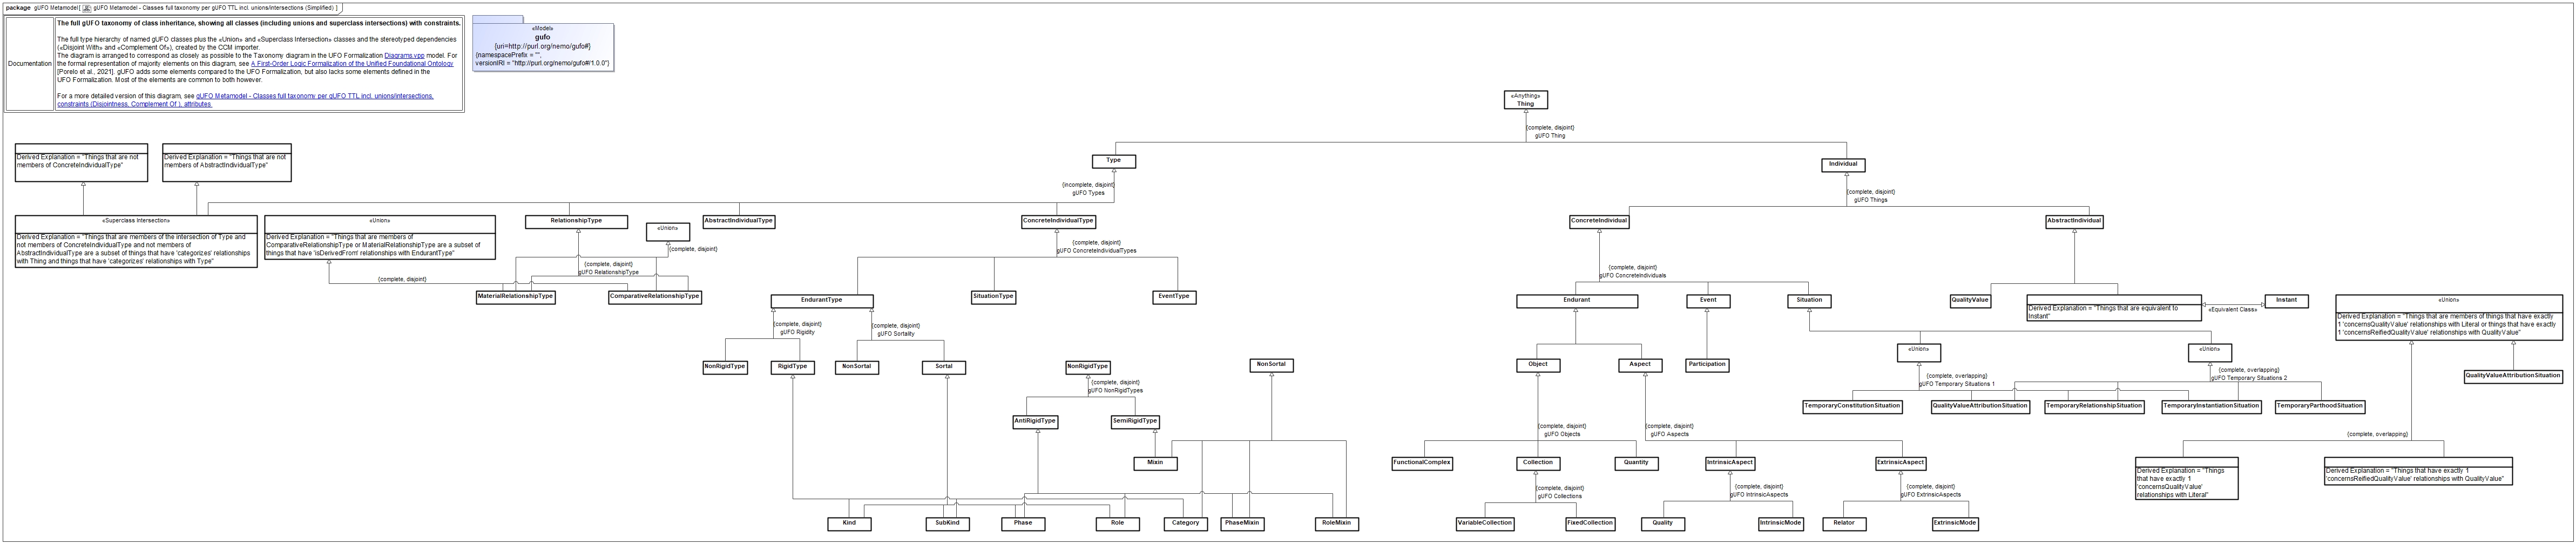 package gUFO Metamodel [ gUFO Metamodel - Classes full taxonomy per gUFO TTL incl. unions/intersections (Simplified) ]
Documentation
The full gUFO taxonomy of class inheritance, showing all classes (including unions and superclass intersections) with constraints.
The full type hierarchy of named gUFO classes plus the «Union» and «Superclass Intersection» classes and the stereotyped dependencies
(«Disjoint With» and «Complement Of»), created by the CCM importer.
The diagram is arranged to correspond as closely as possible to the Taxonomy diagram in the UFO Formalization Diagrams.vpp model. For
the formal representation of majority elements on this diagram, see A First-Order Logic Formalization of the Unified Foundational Ontology
[Porelo et al., 2021]. gUFO adds some elements compared to the UFO Formalization, but also lacks some elements defined in the
UFO Formalization. Most of the elements are common to both however.
For a more detailed version of this diagram, see gUFO Metamodel - Classes full taxonomy per gUFO TTL incl. unions/intersections,
constraints (Disjointness, Complement Of ), attributes
«Model»
gufo
{uri=http://purl.org/nemo/gufo#}
{namespacePrefix = "",
versionIRI = "http://purl.org/nemo/gufo#/1.0.0"}
«Anything»
Thing
{complete, disjoint}
gUFO Thing
Derived Explanation = "Things that are not
members of ConcreteIndividualType"
Derived Explanation = "Things that are not
members of AbstractIndividualType"
Type
Individual
{incomplete, disjoint}
gUFO Types
{complete, disjoint}
gUFO Things
«Superclass Intersection»
Derived Explanation = "Things that are members of the intersection of Type and
not members of ConcreteIndividualType and not members of
AbstractIndividualType are a subset of things that have 'categorizes' relationships
with Thing and things that have 'categorizes' relationships with Type"
«Union»
Derived Explanation = "Things that are members of
ComparativeRelationshipType or MaterialRelationshipType are a subset of
things that have 'isDerivedFrom' relationships with EndurantType"
RelationshipType
«Union»
AbstractIndividualType
ConcreteIndividualType
ConcreteIndividual
AbstractIndividual
{complete, disjoint}
{complete, disjoint}
gUFO RelationshipType
{complete, disjoint}
{complete, disjoint}
gUFO ConcreteIndividualTypes
{complete, disjoint}
gUFO ConcreteIndividuals
MaterialRelationshipType
ComparativeRelationshipType
EndurantType
SituationType
EventType
Endurant
Event
Situation
QualityValue
Derived Explanation = "Things that are equivalent to
Instant"
«Equivalent Class»
Instant
«Union»
Derived Explanation = "Things that are members of things that have exactly
1 'concernsQualityValue' relationships with Literal or things that have exactly
1 'concernsReifiedQualityValue' relationships with QualityValue"
{complete, disjoint}
gUFO Rigidity
{complete, disjoint}
gUFO Sortality
NonRigidType
RigidType
NonSortal
Sortal
NonRigidType
NonSortal
Object
Aspect
Participation
«Union»
«Union»
QualityValueAttributionSituation
{complete, disjoint}
gUFO NonRigidTypes
{complete, overlapping}
gUFO Temporary Situations 1
{complete, overlapping}
gUFO Temporary Situations 2
TemporaryConstitutionSituation
QualityValueAttributionSituation
TemporaryRelationshipSituation
TemporaryInstantiationSituation
TemporaryParthoodSituation
AntiRigidType
SemiRigidType
{complete, disjoint}
gUFO Objects
{complete, disjoint}
gUFO Aspects
{complete, overlapping}
Mixin
FunctionalComplex
Collection
Quantity
IntrinsicAspect
ExtrinsicAspect
Derived Explanation = "Things
that have exactly 1
'concernsQualityValue'
relationships with Literal"
Derived Explanation = "Things that have exactly 1
'concernsReifiedQualityValue' relationships with QualityValue"
{complete, disjoint}
gUFO Collections
{complete, disjoint}
gUFO IntrinsicAspects
{complete, disjoint}
gUFO ExtrinsicAspects
Kind
SubKind
Phase
Role
Category
PhaseMixin
RoleMixin
VariableCollection
FixedCollection
Quality
IntrinsicMode
Relator
ExtrinsicMode